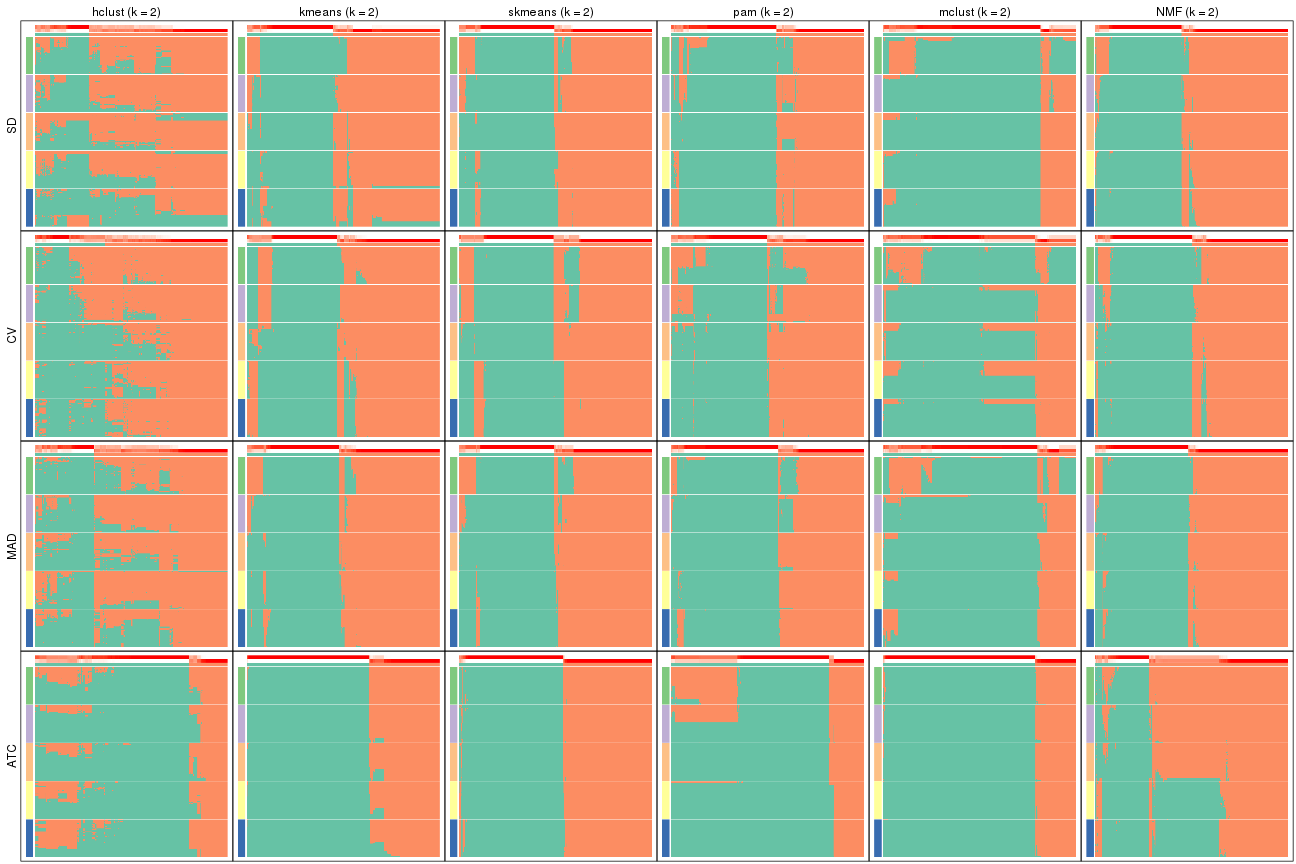 hclust (k = 2) kmeans (k = 2) skmeans (k = 2) pam (k = 2) mclust (k = 2) NMF (k = 2)
SD
CV
MAD
ATC